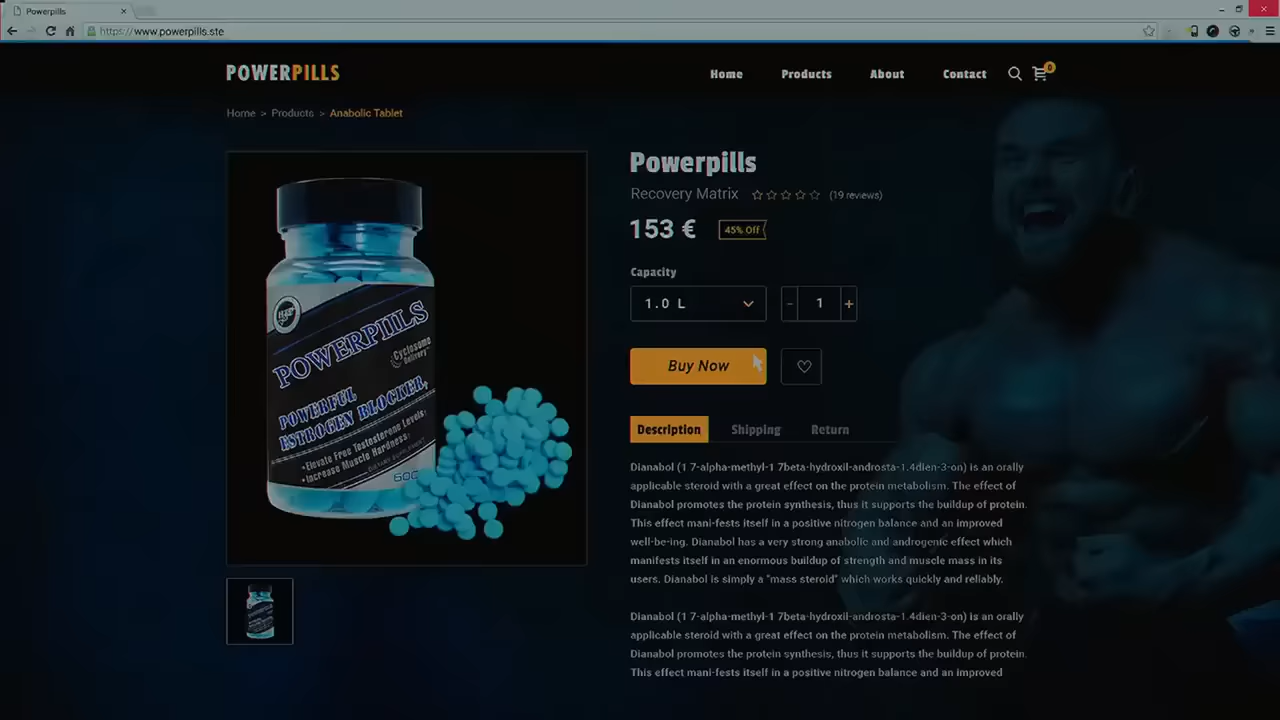 Powerpills
https://www.powerpills.ste
POWERPILLS
Home
Products
About
Contact
0
Home > Products > Anabolic Tablet
Powerpills
Recovery Matrix
(19 reviews)
153 €
45% Off
Capacity
1.0 L
- 1 +
Buy Now
Description
Shipping
Return
Dianabol (1 7-alpha-methyl-1 7beta-hydroxil-androsta-1.4dien-3-on) is an orally
applicable steroid with a great effect on the protein metabolism. The effect of
Dianabol promotes the protein synthesis, thus it supports the buildup of protein.
This effect mani-fests itself in a positive nitrogen balance and an improved
well-be-ing. Dianabol has a very strong anabolic and androgenic effect which
manifests itself in an enormous buildup of strength and muscle mass in its
users. Dianabol is simply a "mass steroid" which works quickly and reliably.
Dianabol (1 7-alpha-methyl-1 7beta-hydroxil-androsta-1.4dien-3-on) is an orally
applicable steroid with a great effect on the protein metabolism. The effect of
Dianabol promotes the protein synthesis, thus it supports the buildup of protein.
This effect mani-fests itself in a positive nitrogen balance and an improved
POWERPIILS
Cyclosome
Delivery
POWERFUL
ESTROGEN BLOCKER,
•Elevate Free Testosterone Levels
•Increase Muscle Hardness
DIETARY SUPPLEMENT